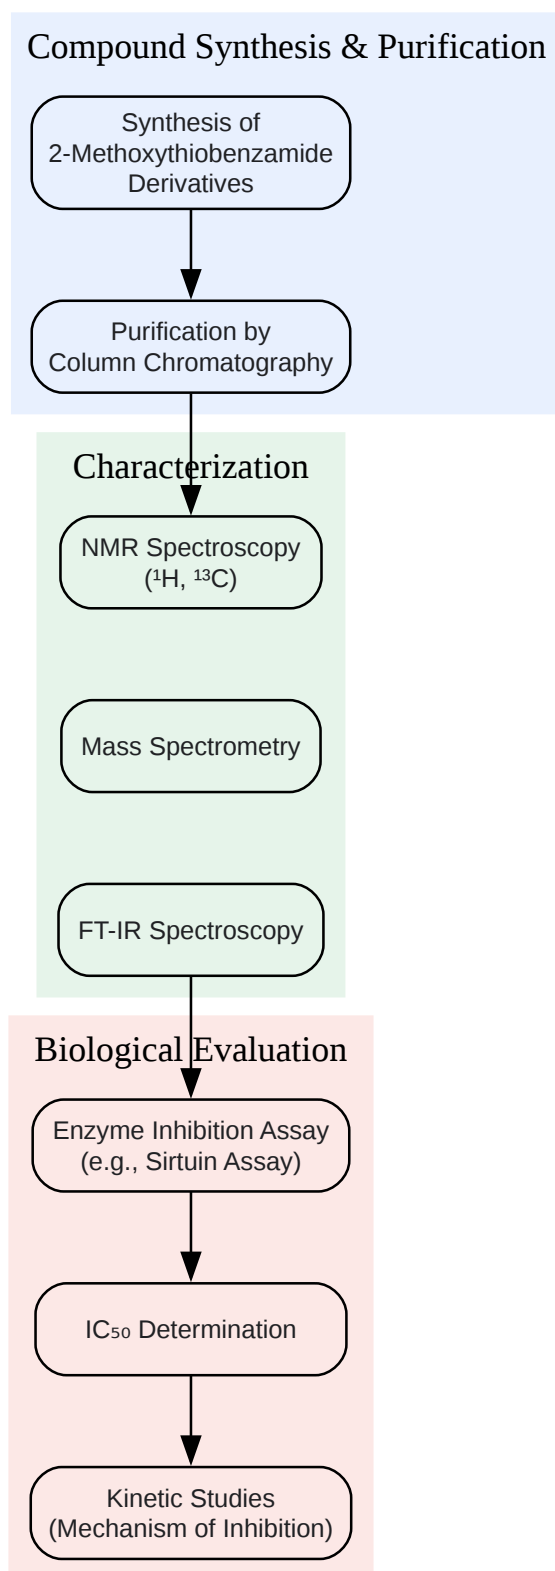 Compound Synthesis & Purification
Synthesis of
2-Methoxythiobenzamide
Derivatives
Purification by
Column Chromatography
Characterization
NMR Spectroscopy
(¹H, ¹³C)
Mass Spectrometry
FT-IR Spectroscopy
Biological Evaluation
Enzyme Inhibition Assay
(e.g., Sirtuin Assay)
IC₅₀ Determination
Kinetic Studies
(Mechanism of Inhibition)